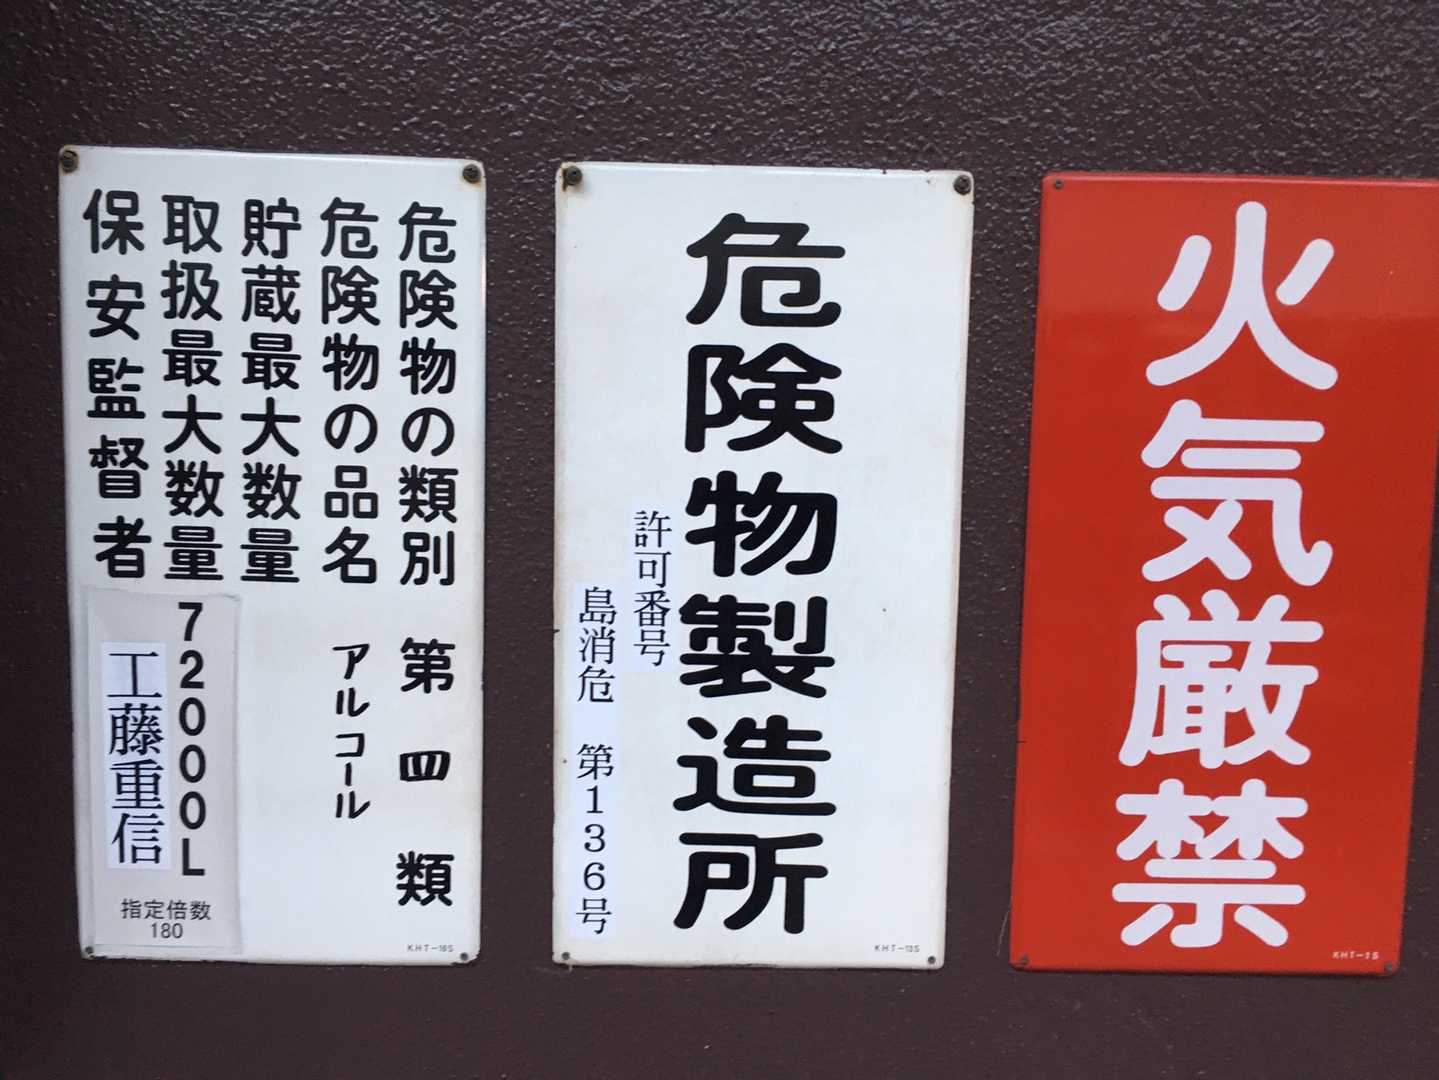 火気厳禁
KHT-1S
危険物製造所
許可番号
島消危　第１３６号
KHT-13S
危険物の類別　第四類
危険物の品名　アルコール
貯蔵最大数量
取扱最大数量　72000L
保安監督者　工藤重信
指定倍数
180
KHT-16S